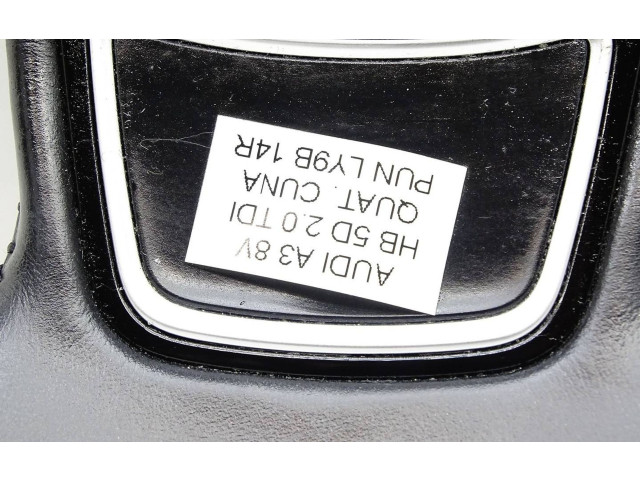 AUDI A3 8V
HB 5D 2.0 TDI
QUAT. CUNA
PUN LY9B 14R